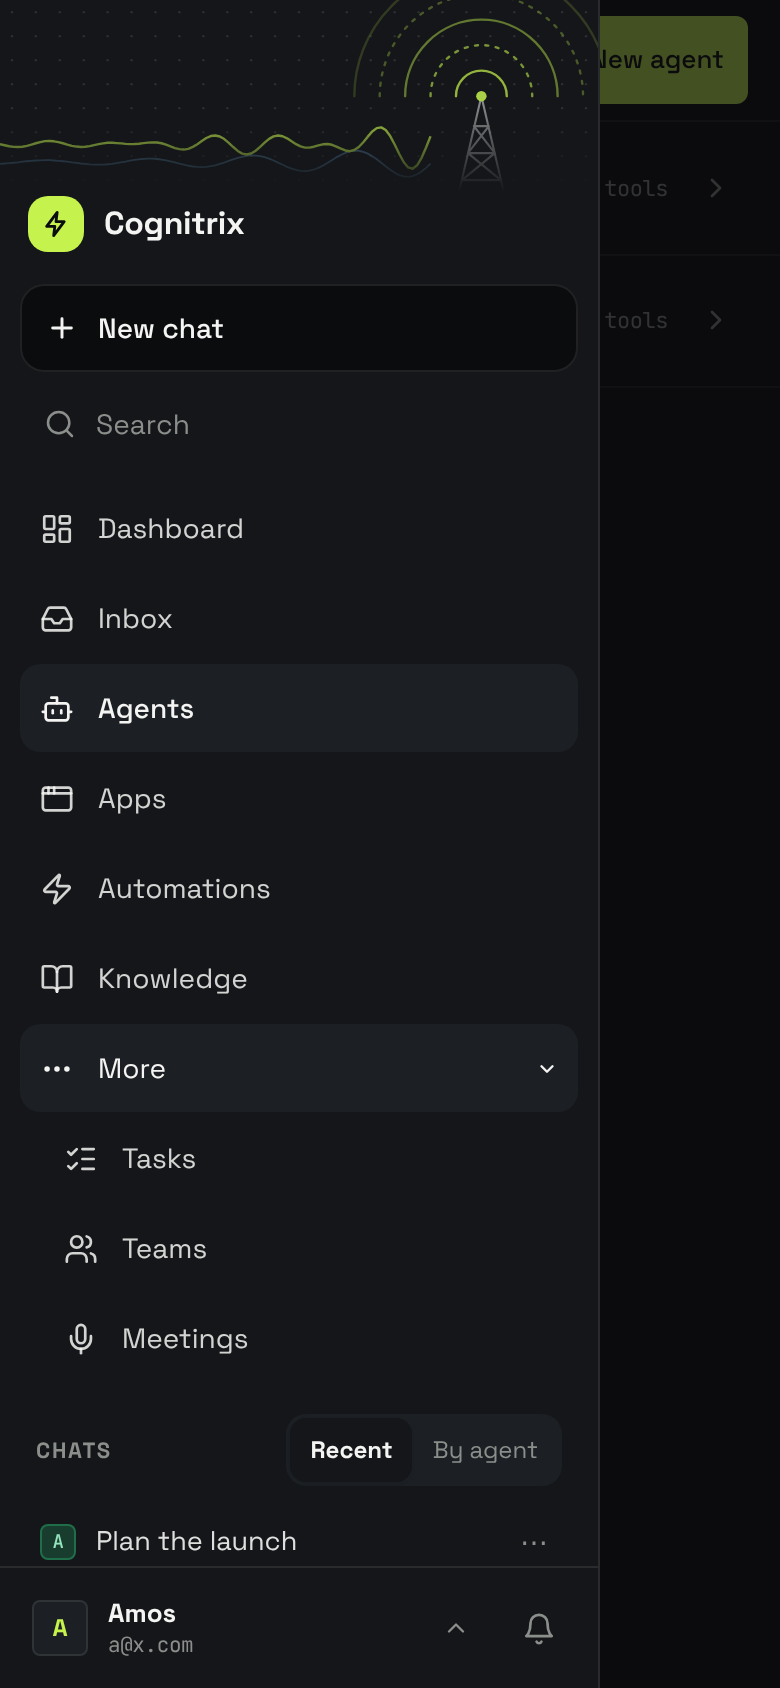 Cognitrix
New agent
New chat
tools
Search
tools
Dashboard
Inbox
Agents
Apps
Automations
Knowledge
More
Tasks
Teams
Meetings
CHATS
Recent
By agent
A
Plan the launch
...
A
Amos
a@x.com